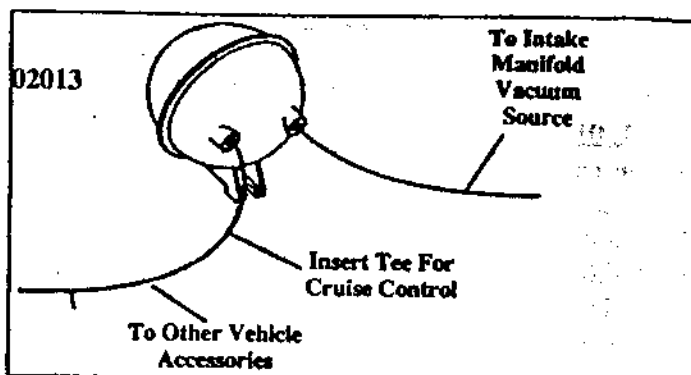 02013
To Intake
Manifold
Vacuum
Source
Insert Tee For
Cruise Control
To Other Vehicle
Accessories